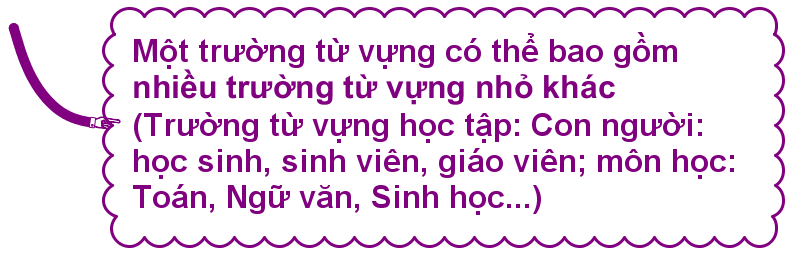 Một trường từ vựng có thể bao gồm
nhiều trường từ vựng nhỏ khác
(Trường từ vựng học tập: Con người:
học sinh, sinh viên, giáo viên; môn học:
Toán, Ngữ văn, Sinh học...)